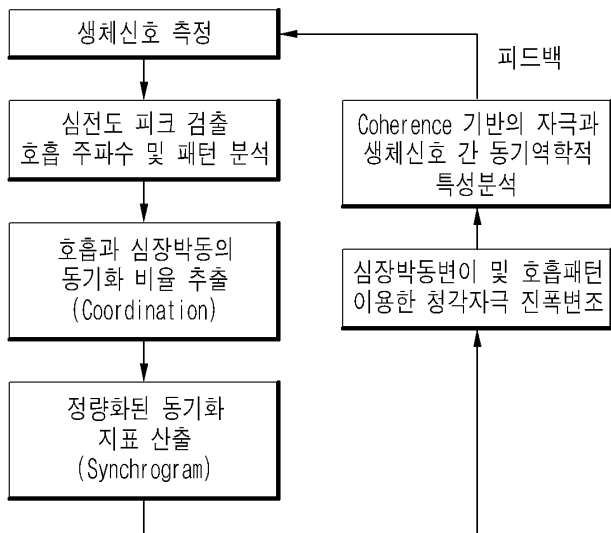 생체신호 측정
심전도 피크 검출
호흡 주파수 및 패턴 분석
호흡과 심장박동의
동기화 비율 추출
(Coordination)
정량화된 동기화
지표 산출
(Synchrogram)
심장박동변이 및 호흡패턴
이용한 청각자극 진폭변조
Coherence 기반의 자극과
생체신호 간 동기역학적
특성분석
피드백